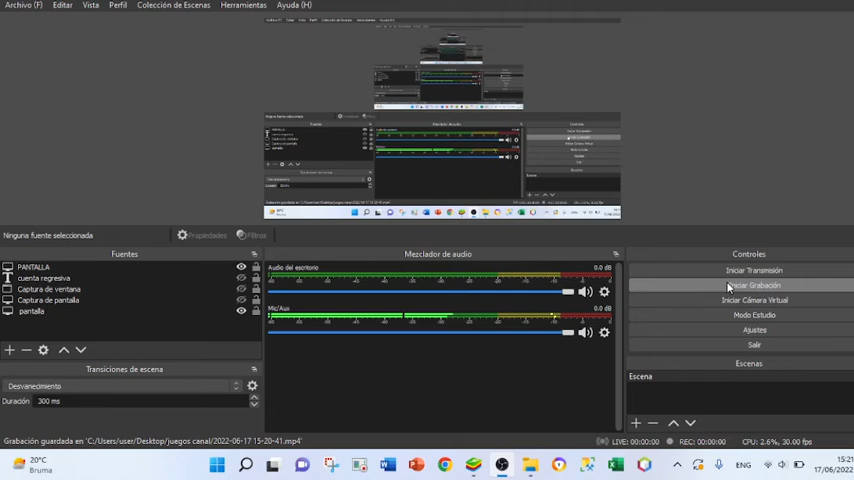 Archivo (F) Editar Vista Perfil Colección de Escenas Herramientas Ayuda (H)
Ninguna fuente seleccionada Propiedades Filtros
Fuentes
PANTALLA
cuenta regresiva
Captura de ventana
Captura de pantalla
pantalla
Transiciones de escena
Desvanecimiento
Duración 300 ms
Mezclador de audio
Audio del escritorio 0.0 dB
Mic/Aux 0.0 dB
Controles
Iniciar Transmisión
Iniciar Grabación
Iniciar Cámara Virtual
Modo Estudio
Ajustes
Salir
Escenas
Escena
Grabación guardada en 'C:/Users/user/Desktop/juegos canal/2022-06-17 15-20-41.mp4' LIVE: 00:00:00 REC: 00:00:00 CPU: 2.6%, 30.00 fps
20°C
Bruma
ENG
15:21
17/06/2022